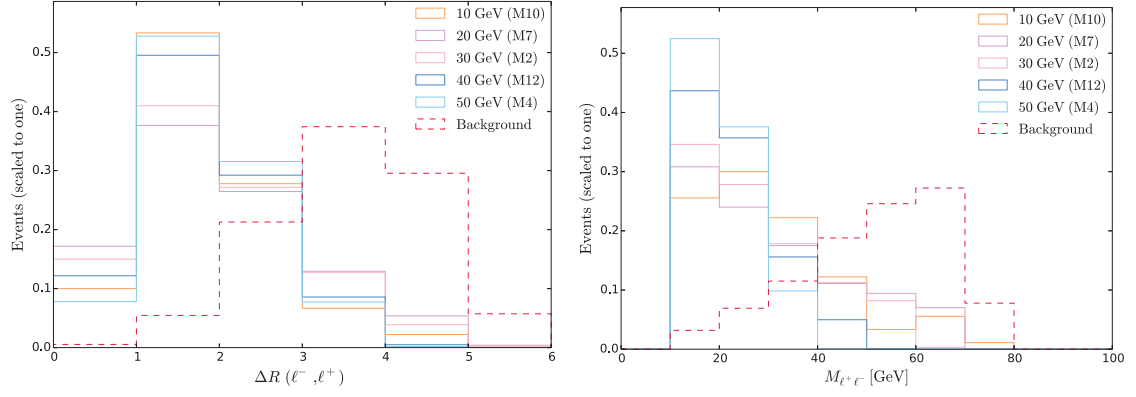 10 GeV (M10)
20 GeV (M7)
30 GeV (M2)
40 GeV (M12)
50 GeV (M4)
Background
Events (scaled to one)
0.5
0.4
0.3
0.2
0.1
0.0
0 1 2 3 4 5 6
ΔR (ℓ⁻ ,ℓ⁺)
10 GeV (M10)
20 GeV (M7)
30 GeV (M2)
40 GeV (M12)
50 GeV (M4)
Background
Events (scaled to one)
0.5
0.4
0.3
0.2
0.1
0.0
0 20 40 60 80 100
M_{ℓ⁺ℓ⁻} [GeV]